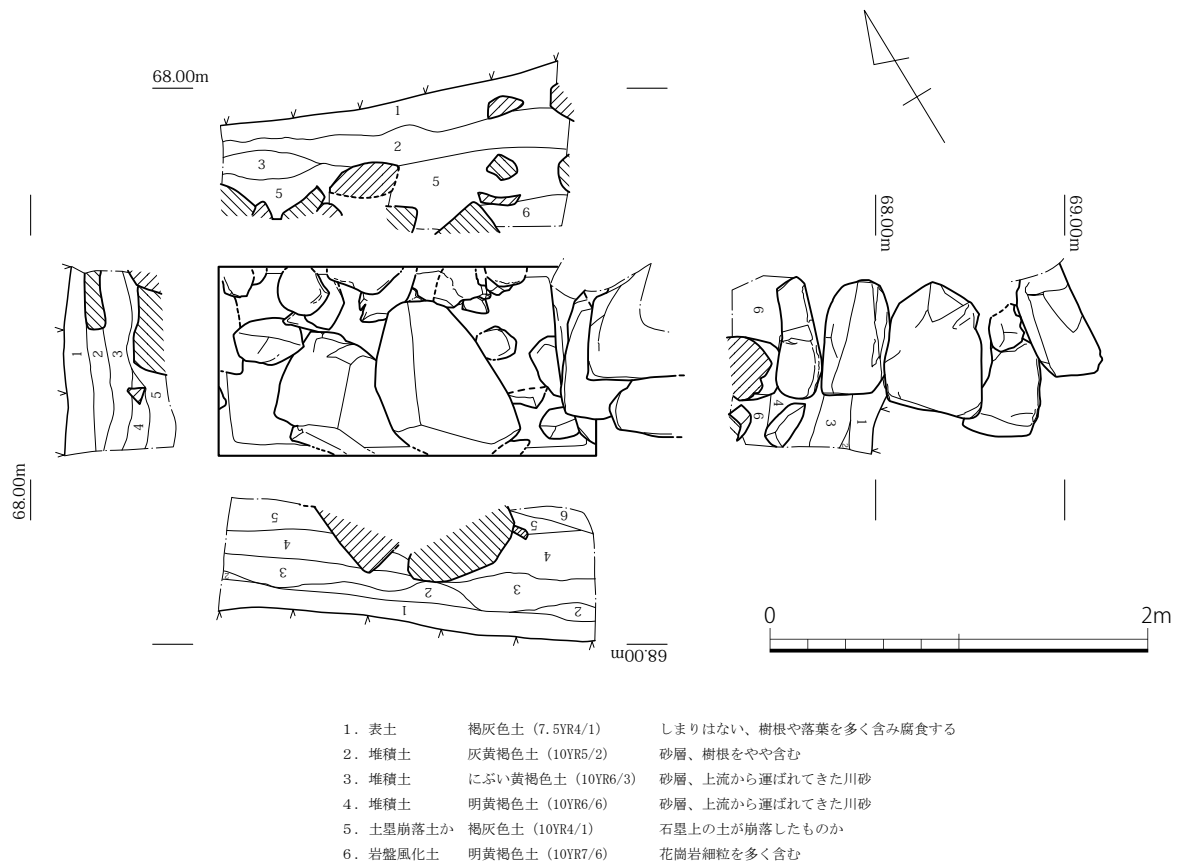 68.00m
1
2
3
5
5
6
68.00m
69.00m
1
2
3
5
4
6
4
6
3
1
68.00m
5
6
5
4
4
3
3
2
2
1
2
68.00m
0
2m
1．表土 褐灰色土（7.5YR4/1） しまりはない、樹根や落葉を多く含み腐食する
2．堆積土 灰黄褐色土（10YR5/2） 砂層、樹根をやや含む
3．堆積土 にぶい黄褐色土（10YR6/3） 砂層、上流から運ばれてきた川砂
4．堆積土 明黄褐色土（10YR6/6） 砂層、上流から運ばれてきた川砂
5．土塁崩落土か 褐灰色土（10YR4/1） 石塁上の土が崩落したものか
6．岩盤風化土 明黄褐色土（10YR7/6） 花崗岩細粒を多く含む